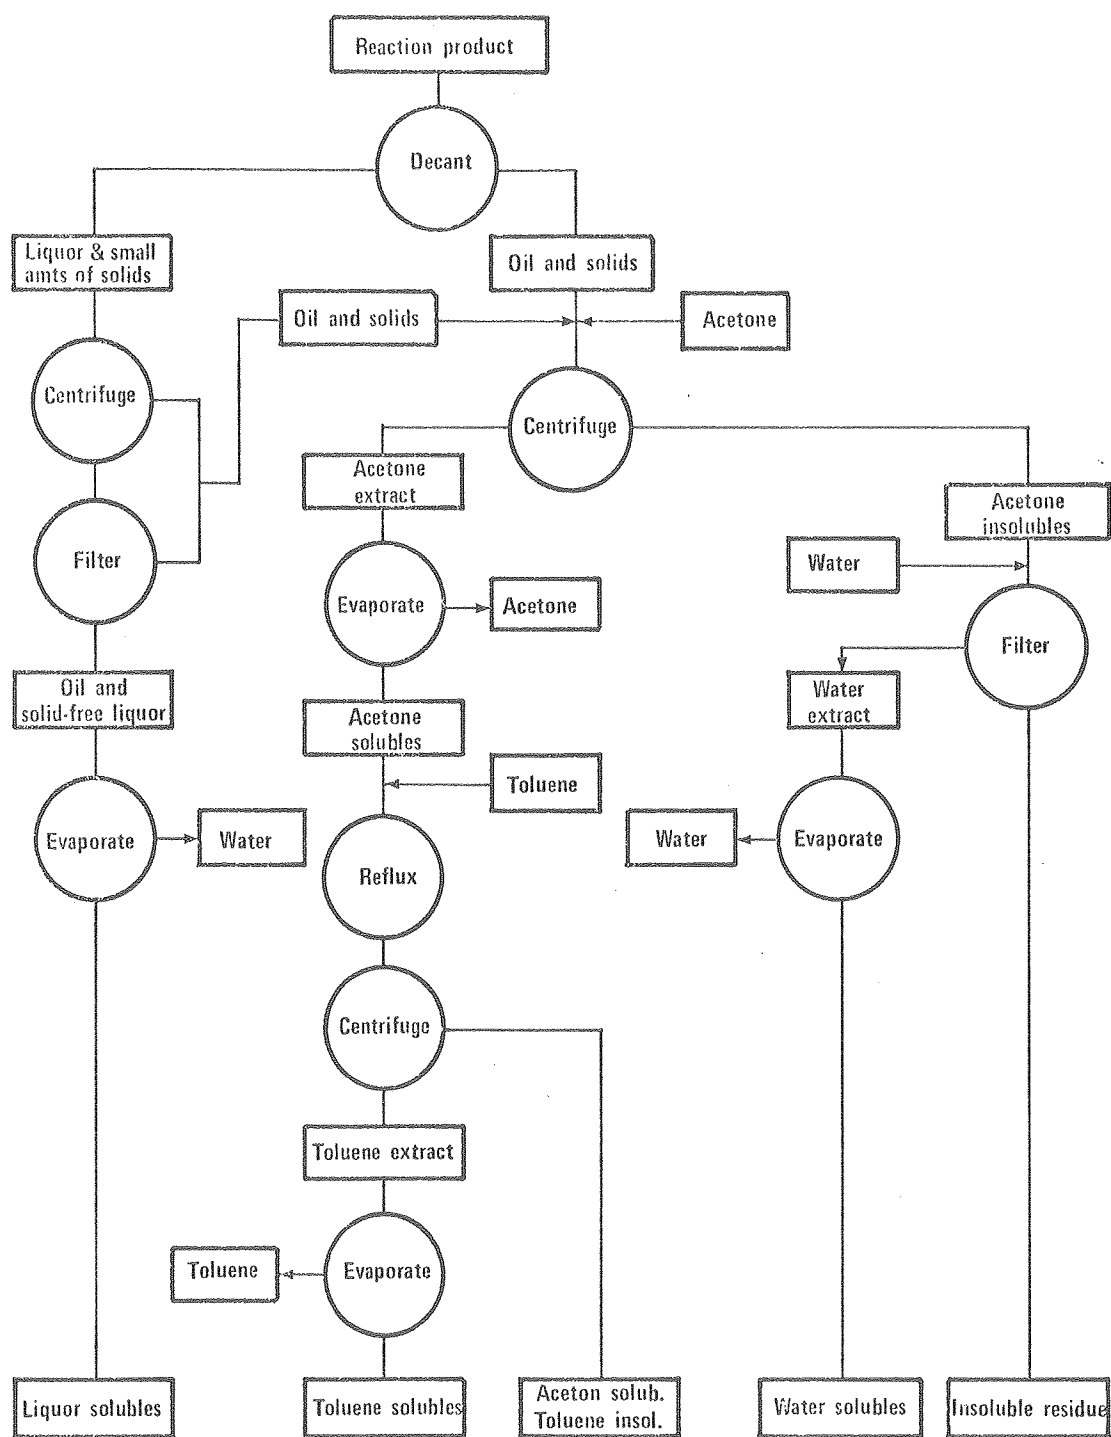 Reaction product
Decant
Liquor & small
amts of solids
Oil and solids
Oil and solids
Acetone
Centrifuge
Centrifuge
Acetone
extract
Acetone
insolubles
Filter
Water
Evaporate
Acetone
Filter
Oil and
solid-free liquor
Acetone
solubles
Water
extract
Toluene
Evaporate
Water
Reflux
Water
Evaporate
Centrifuge
Toluene extract
Toluene
Evaporate
Liquor solubles
Toluene solubles
Aceton solub.
Toluene insol.
Water solubles
Insoluble residue